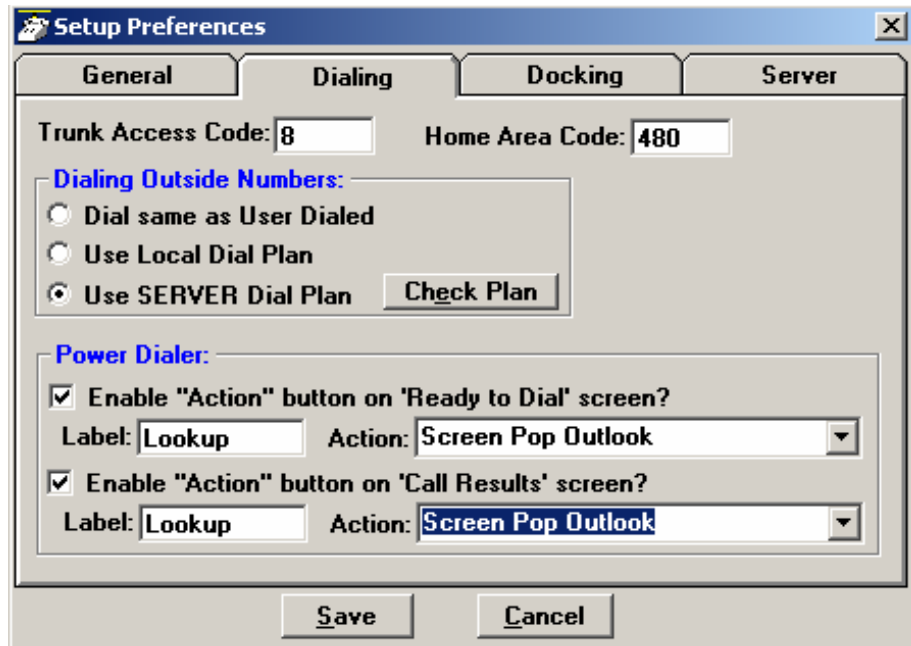 Setup Preferences
General Dialing Docking Server
Trunk Access Code: 8 Home Area Code: 480
Dialing Outside Numbers:
Dial same as User Dialed
Use Local Dial Plan
Use SERVER Dial Plan Check Plan
Power Dialer:
Enable "Action" button on 'Ready to Dial' screen?
Label: Lookup Action: Screen Pop Outlook
Enable "Action" button on 'Call Results' screen?
Label: Lookup Action: Screen Pop Outlook
Save Cancel